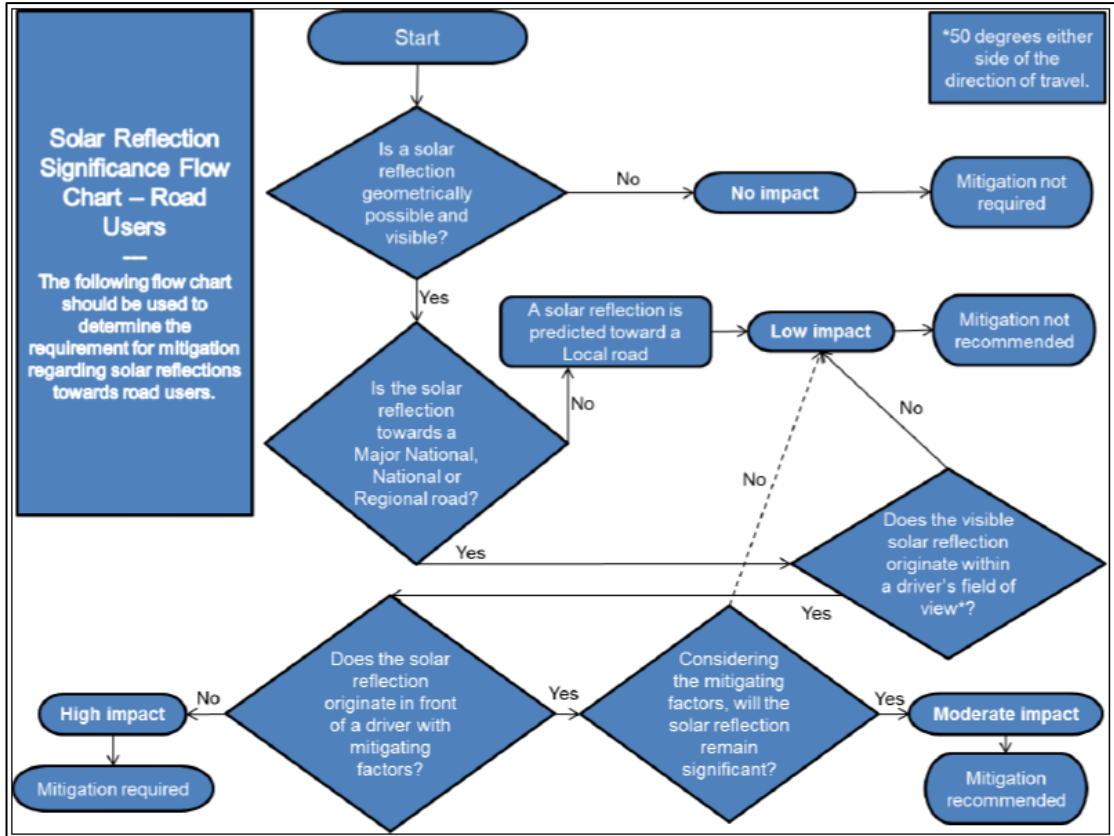 Solar Reflection
Significance Flow
Chart – Road
Users
—
The following flow chart
should be used to
determine the
requirement for mitigation
regarding solar reflections
towards road users.
Start
*50 degrees either
side of the
direction of travel.
Is a solar
reflection
geometrically
possible and
visible?
No
No impact
Mitigation not
required
Yes
A solar reflection is
predicted toward a
Local road
Low impact
Mitigation not
recommended
Is the solar
reflection
towards a
Major National,
National or
Regional road?
No
No
No
Yes
Does the visible
solar reflection
originate within
a driver's field of
view*?
Yes
Does the solar
reflection
originate in front
of a driver with
mitigating
factors?
No
High impact
Mitigation required
Yes
Considering
the mitigating
factors, will the
solar reflection
remain
significant?
Yes
Moderate impact
Mitigation
recommended